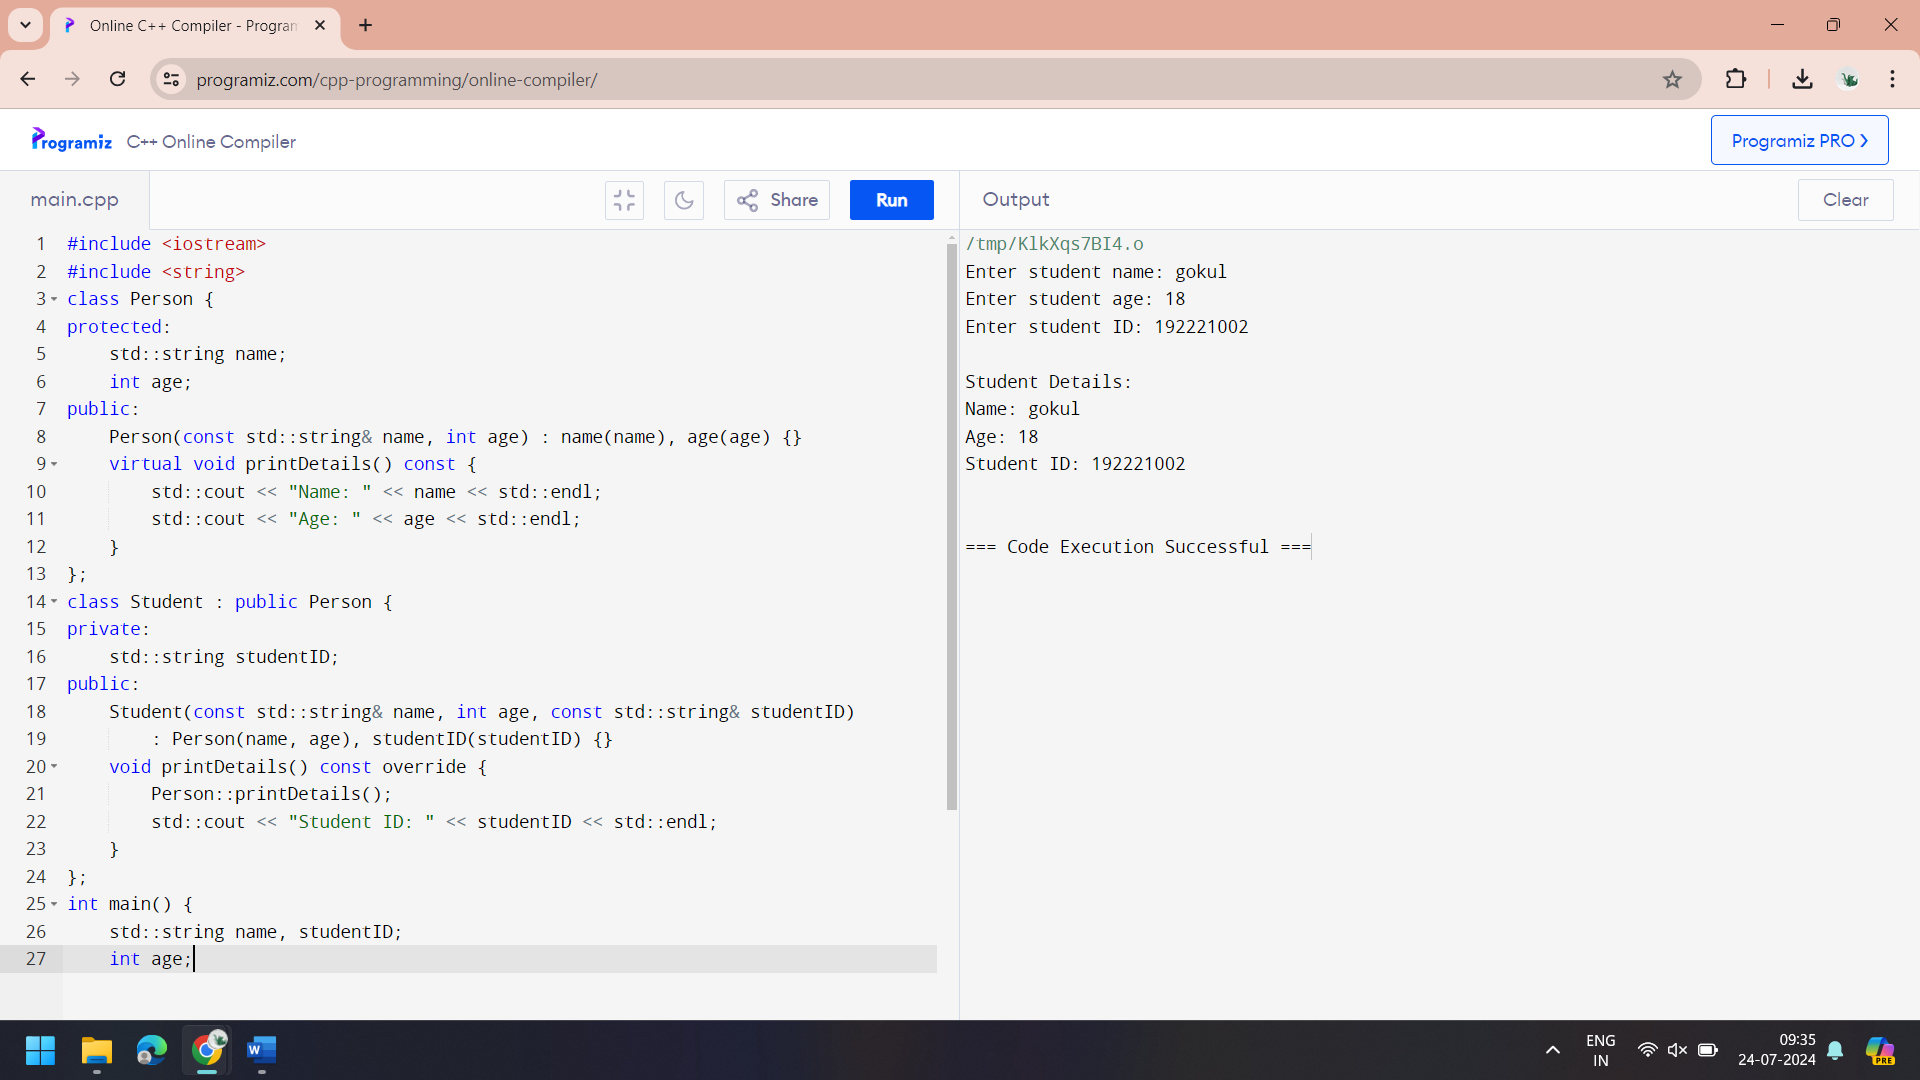 Online C++ Compiler - Program
programiz.com/cpp-programming/online-compiler/
Programiz C++ Online Compiler
Programiz PRO
main.cpp
Share
Run
Output
Clear
1 #include <iostream>
2 #include <string>
3 class Person {
4 protected:
5     std::string name;
6     int age;
7 public:
8     Person(const std::string& name, int age) : name(name), age(age) {}
9     virtual void printDetails() const {
10         std::cout << "Name: " << name << std::endl;
11         std::cout << "Age: " << age << std::endl;
12     }
13 };
14 class Student : public Person {
15 private:
16     std::string studentID;
17 public:
18     Student(const std::string& name, int age, const std::string& studentID)
19         : Person(name, age), studentID(studentID) {}
20     void printDetails() const override {
21         Person::printDetails();
22         std::cout << "Student ID: " << studentID << std::endl;
23     }
24 };
25 int main() {
26     std::string name, studentID;
27     int age;
/tmp/KlkXqs7BI4.o
Enter student name: gokul
Enter student age: 18
Enter student ID: 192221002
Student Details:
Name: gokul
Age: 18
Student ID: 192221002
=== Code Execution Successful ===
ENG
IN
09:35
24-07-2024
PRE